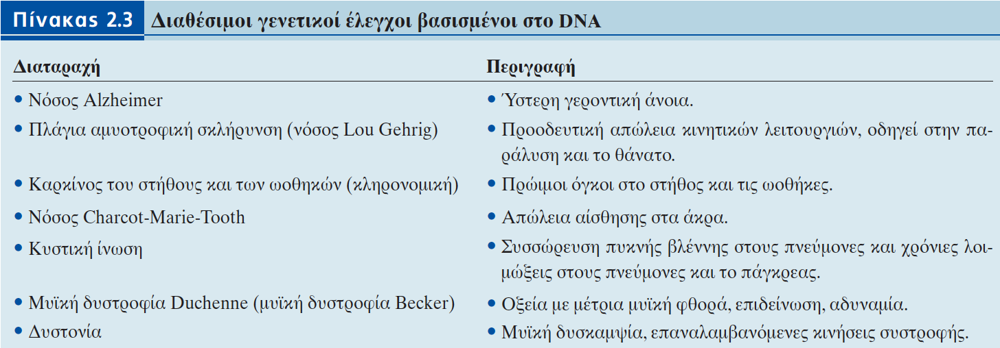 Πίνακας 2.3 Διαθέσιμοι γενετικοί έλεγχοι βασισμένοι στο DNA
Διαταραχή Περιγραφή
• Νόσος Alzheimer • Ύστερη γεροντική άνοια.
• Πλάγια αμυοτροφική σκλήρυνση (νόσος Lou Gehrig) • Προοδευτική απώλεια κινητικών λειτουργιών, οδηγεί στην πα-
ράλυση και το θάνατο.
• Καρκίνος του στήθους και των ωοθηκών (κληρονομική) • Πρώιμοι όγκοι στο στήθος και τις ωοθήκες.
• Νόσος Charcot-Marie-Tooth • Απώλεια αίσθησης στα άκρα.
• Κυστική ίνωση • Συσσώρευση πυκνής βλέννης στους πνεύμονες και χρόνιες λοι-
μώξεις στους πνεύμονες και το πάγκρεας.
• Μυϊκή δυστροφία Duchenne (μυϊκή δυστροφία Becker) • Οξεία με μέτρια μυϊκή φθορά, επιδείνωση, αδυναμία.
• Δυστονία • Μυϊκή δυσκαμψία, επαναλαμβανόμενες κινήσεις συστροφής.